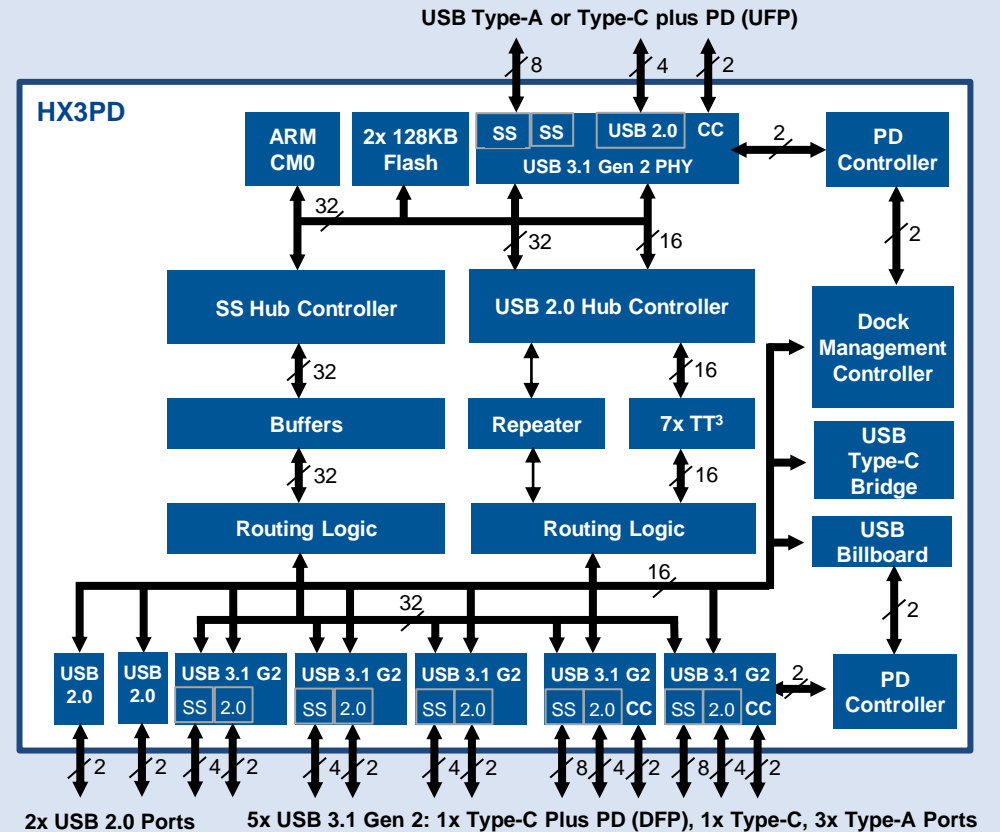 USB Type-A or Type-C plus PD (UFP)
8
4
2
HX3PD
ARM
CM0
2x 128KB
Flash
SS
SS
USB 2.0
CC
USB 3.1 Gen 2 PHY
2
PD
Controller
32
32
16
2
SS Hub Controller
USB 2.0 Hub Controller
Dock
Management
Controller
32
16
Buffers
Repeater
7x TT³
USB
Type-C
Bridge
32
16
Routing Logic
Routing Logic
USB
Billboard
16
32
2
USB
2.0
USB
2.0
USB 3.1 G2
SS
2.0
USB 3.1 G2
SS
2.0
USB 3.1 G2
SS
2.0
USB 3.1 G2
SS
2.0
CC
USB 3.1 G2
SS
2.0
CC
2
PD
Controller
2
2
4
2
4
2
4
2
8
4
2
8
4
2
2x USB 2.0 Ports
5x USB 3.1 Gen 2: 1x Type-C Plus PD (DFP), 1x Type-C, 3x Type-A Ports